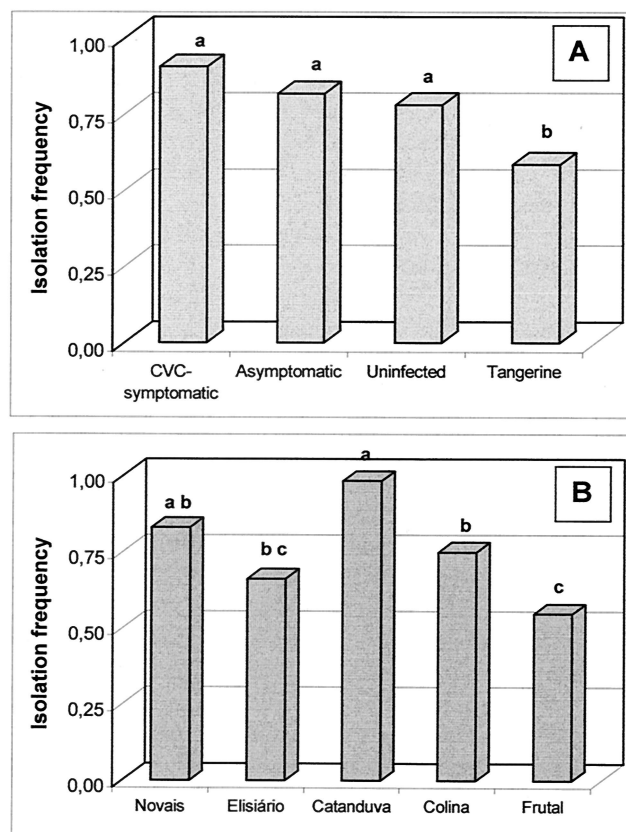 A
Isolation frequency
1,00
0,75
0,50
0,25
0,00
a
a
a
b
CVC-
symptomatic
Asymptomatic
Uninfected
Tangerine
B
Isolation frequency
1,00
0,75
0,50
0,25
0,00
a b
b c
a
b
c
Novais
Elisiário
Catanduva
Colina
Frutal